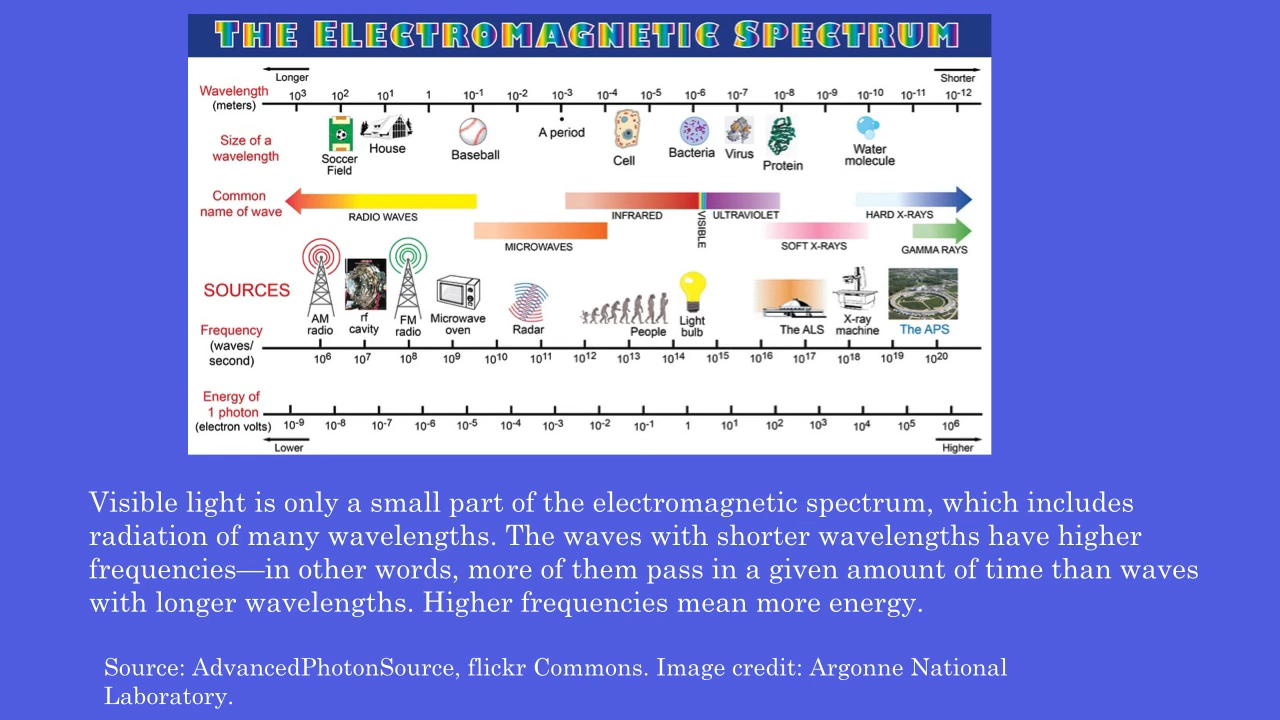 THE ELECTROMAGNETIC SPECTRUM
Longer
Shorter
Wavelength
(meters)
10³ 10² 10¹ 1 10⁻¹ 10⁻² 10⁻³ 10⁻⁴ 10⁻⁵ 10⁻⁶ 10⁻⁷ 10⁻⁸ 10⁻⁹ 10⁻¹⁰ 10⁻¹¹ 10⁻¹²
Size of a
wavelength
Soccer
Field
House
Baseball
A period
Cell
Bacteria
Virus
Protein
Water
molecule
Common
name of wave
RADIO WAVES
MICROWAVES
INFRARED
VISIBLE
ULTRAVIOLET
SOFT X-RAYS
HARD X-RAYS
GAMMA RAYS
SOURCES
AM
radio
rf
cavity
FM
radio
Microwave
oven
Radar
People
Light
bulb
The ALS
X-ray
machine
The APS
Frequency
(waves/
second)
10⁶ 10⁷ 10⁸ 10⁹ 10¹⁰ 10¹¹ 10¹² 10¹³ 10¹⁴ 10¹⁵ 10¹⁶ 10¹⁷ 10¹⁸ 10¹⁹ 10²⁰
Energy of
1 photon
(electron volts)
10⁻⁹ 10⁻⁸ 10⁻⁷ 10⁻⁶ 10⁻⁵ 10⁻⁴ 10⁻³ 10⁻² 10⁻¹ 1 10¹ 10² 10³ 10⁴ 10⁵ 10⁶
Lower
Higher
Visible light is only a small part of the electromagnetic spectrum, which includes
radiation of many wavelengths. The waves with shorter wavelengths have higher
frequencies—in other words, more of them pass in a given amount of time than waves
with longer wavelengths. Higher frequencies mean more energy.
Source: AdvancedPhotonSource, flickr Commons. Image credit: Argonne National
Laboratory.